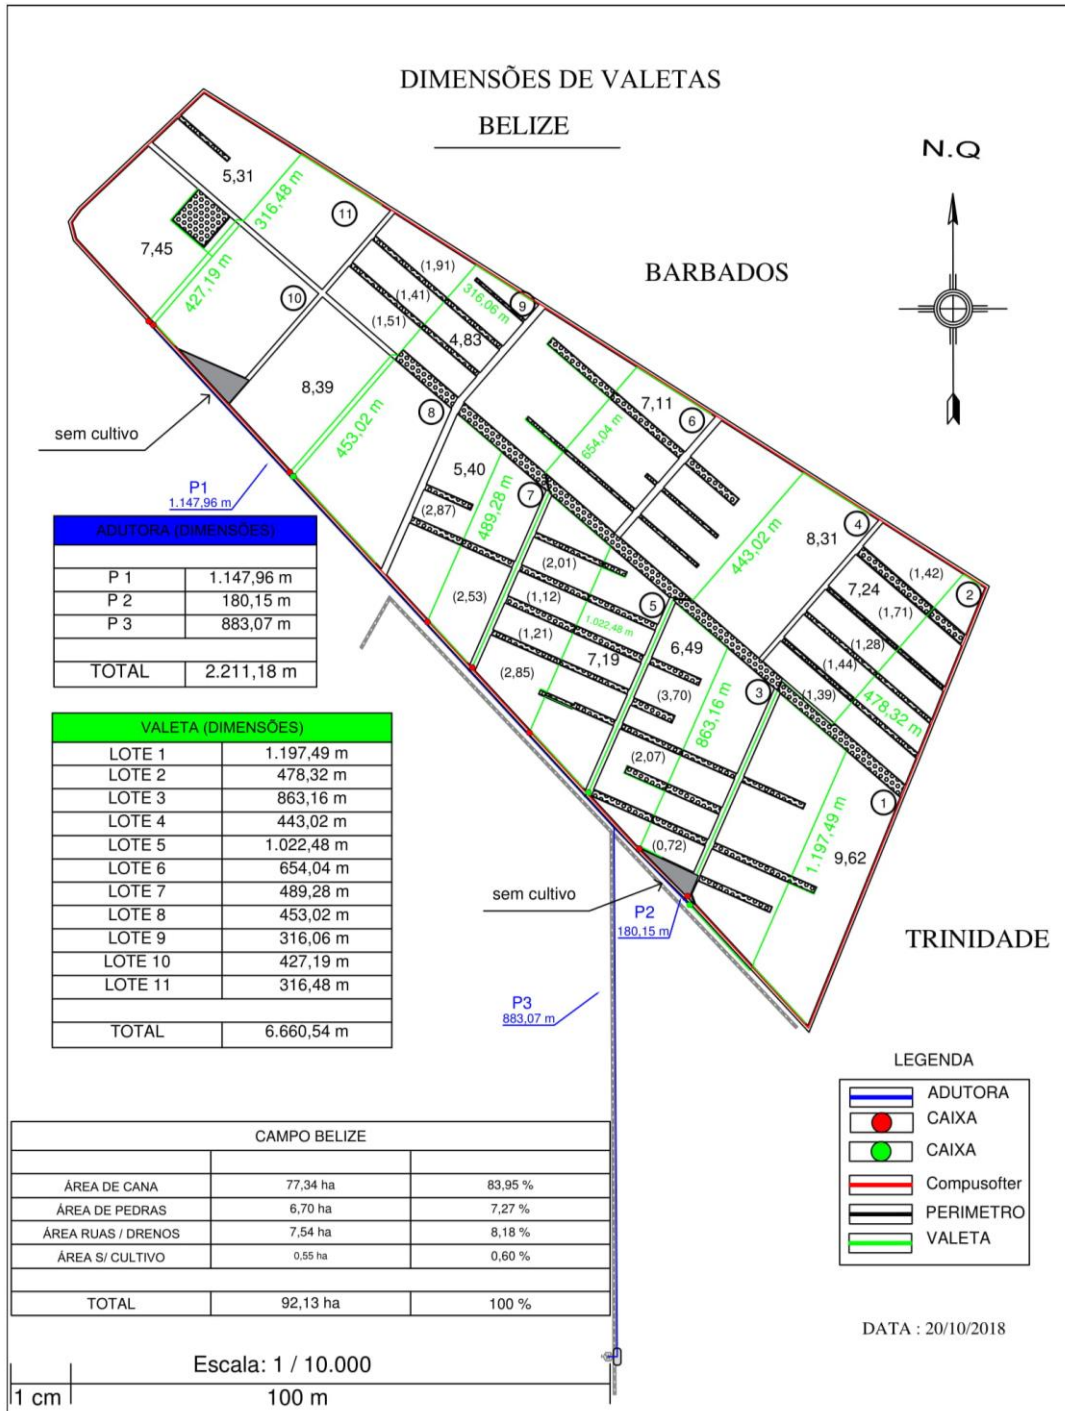 DIMENSÕES DE VALETAS
BELIZE
N.Q
BARBADOS
TRINIDADE
5,31
316,48 m
11
7,45
427,19 m
10
(1,91)
(1,41)
(1,51)
316,06 m
9
4,83
8,39
453,02 m
8
sem cultivo
P1
1.147,96 m
7,11
6
654,04 m
5,40
489,28 m
7
(2,87)
(2,53)
(2,01)
(1,12)
(1,21)
(2,85)
1.022,48 m
7,19
5
443,02 m
8,31
4
(1,42)
2
7,24
(1,71)
(1,28)
(1,44)
(1,39)
478,32 m
6,49
3
(3,70)
863,16 m
(2,07)
(0,72)
1
1.197,49 m
9,62
sem cultivo
P2
180,15 m
P3
883,07 m
ADUTORA (DIMENSÕES)
P 1 1.147,96 m
P 2 180,15 m
P 3 883,07 m
TOTAL 2.211,18 m
VALETA (DIMENSÕES)
LOTE 1 1.197,49 m
LOTE 2 478,32 m
LOTE 3 863,16 m
LOTE 4 443,02 m
LOTE 5 1.022,48 m
LOTE 6 654,04 m
LOTE 7 489,28 m
LOTE 8 453,02 m
LOTE 9 316,06 m
LOTE 10 427,19 m
LOTE 11 316,48 m
TOTAL 6.660,54 m
LEGENDA
ADUTORA
CAIXA
CAIXA
Compusofter
PERIMETRO
VALETA
CAMPO BELIZE
ÁREA DE CANA 77,34 ha 83,95 %
ÁREA DE PEDRAS 6,70 ha 7,27 %
ÁREA RUAS / DRENOS 7,54 ha 8,18 %
ÁREA S/ CULTIVO 0,55 ha 0,60 %
TOTAL 92,13 ha 100 %
DATA : 20/10/2018
Escala: 1 / 10.000
1 cm 100 m